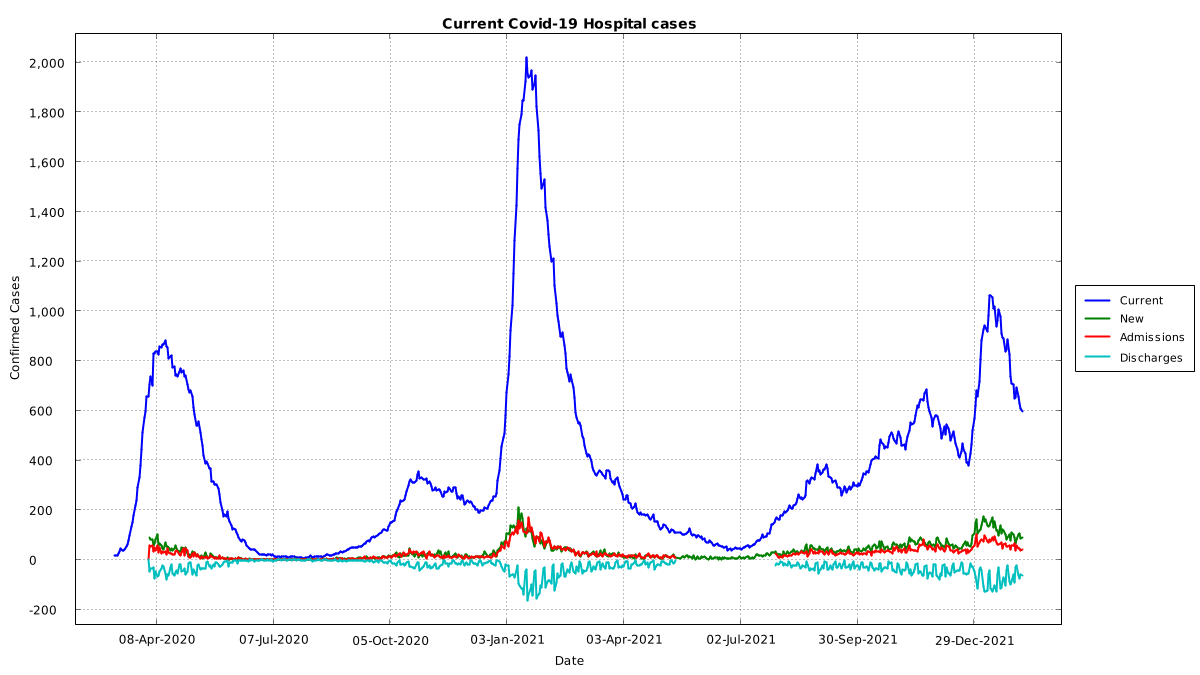 Current Covid-19 Hospital cases
Confirmed Cases
2,000
1,800
1,600
1,400
1,200
1,000
800
600
400
200
0
-200
08-Apr-2020 07-Jul-2020 05-Oct-2020 03-Jan-2021 03-Apr-2021 02-Jul-2021 30-Sep-2021 29-Dec-2021
Date
Current
New
Admissions
Discharges